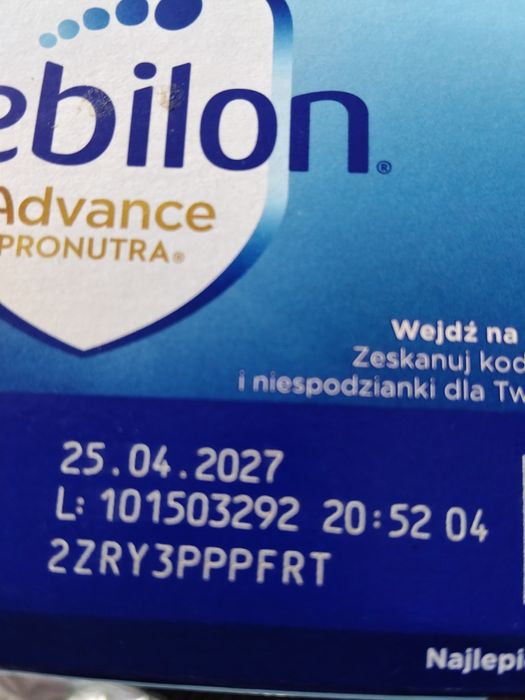 ebilon®
Advance
PRONUTRA®
Wejdź na
Zeskanuj kod
i niespodzianki dla Tw
25.04.2027
L: 101503292 20:52 04
2ZRY3PPPFRT
Najlepi